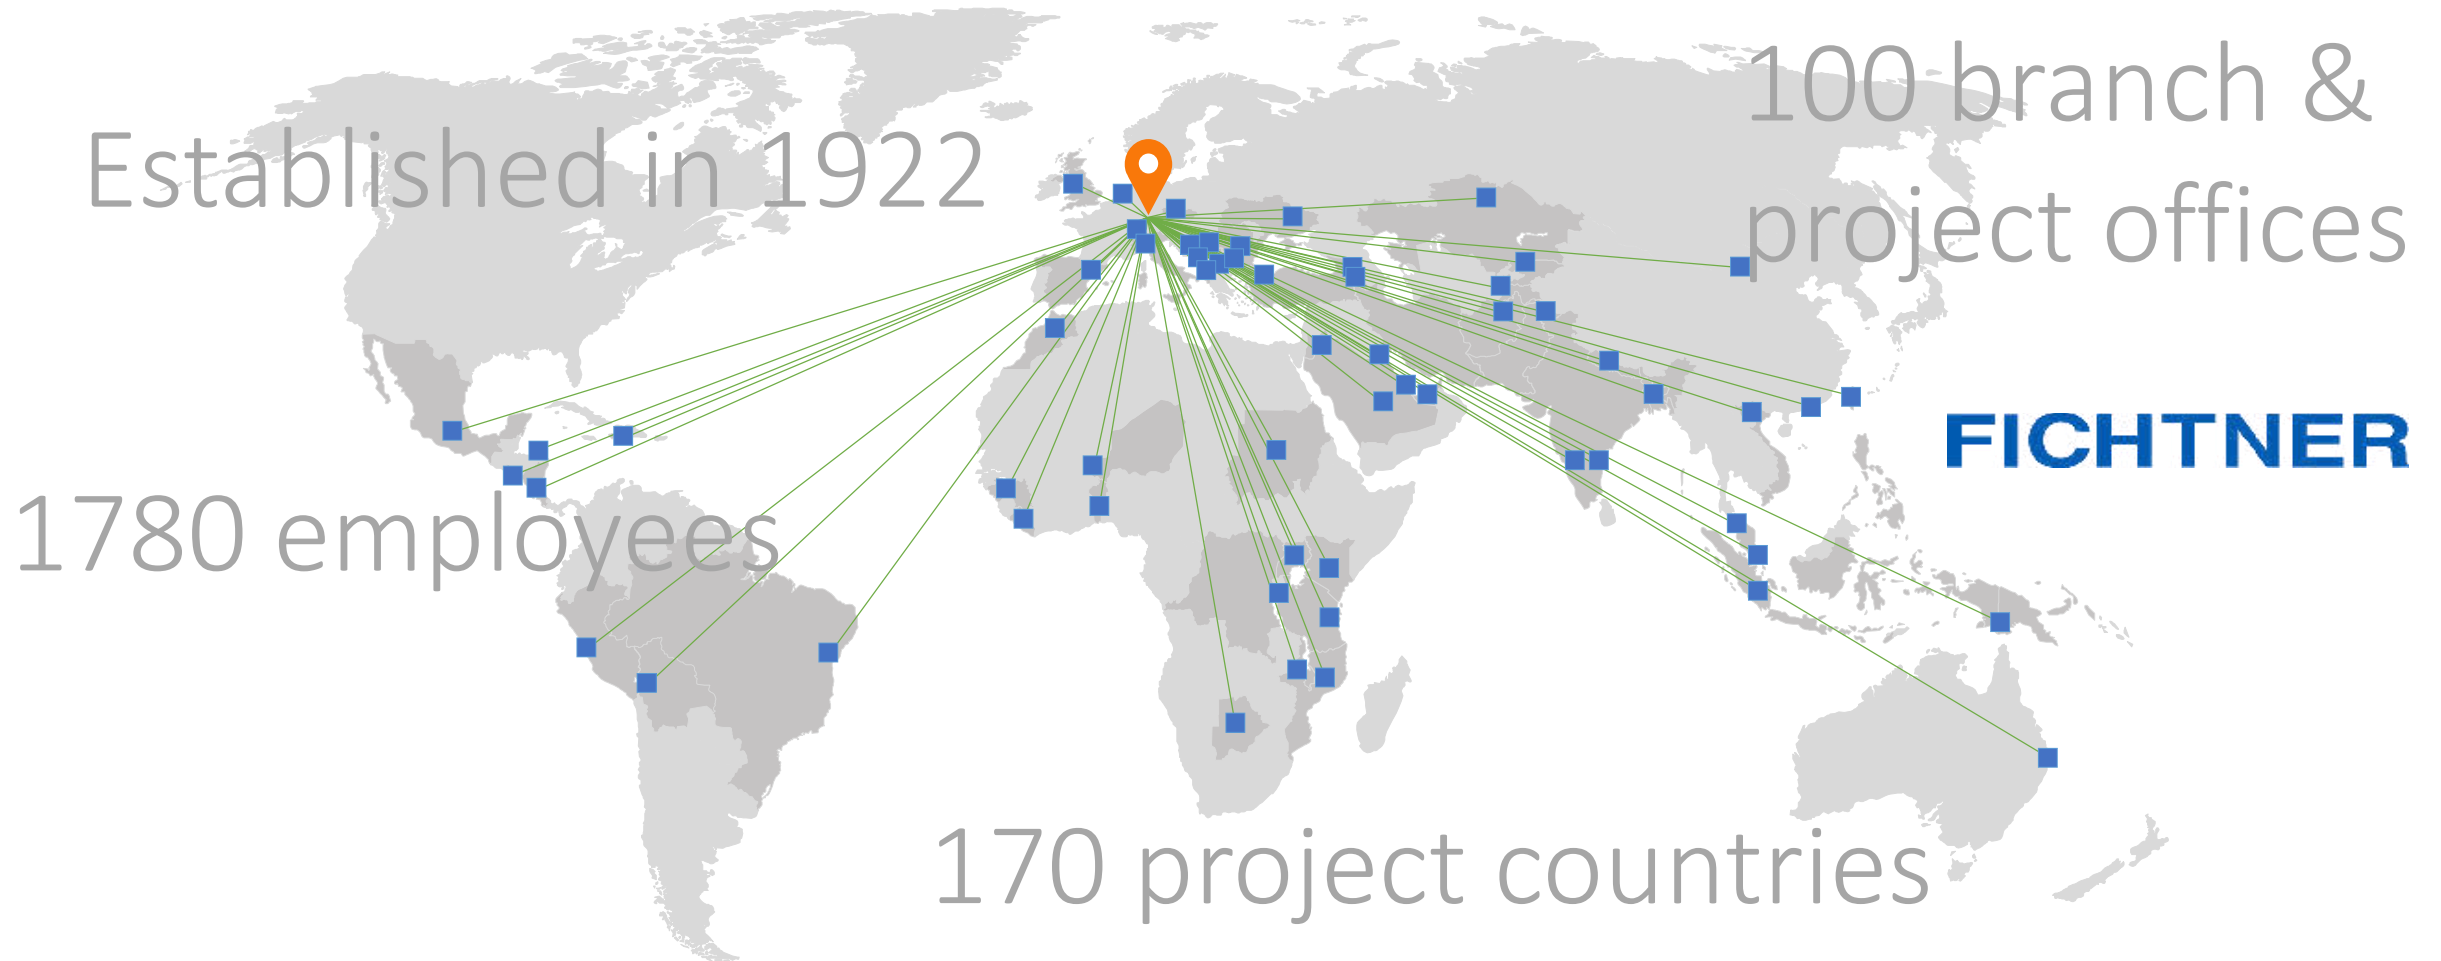 100 branch &
Established in 1922
project offices
FICHTNER
1780 employees
170 project countries